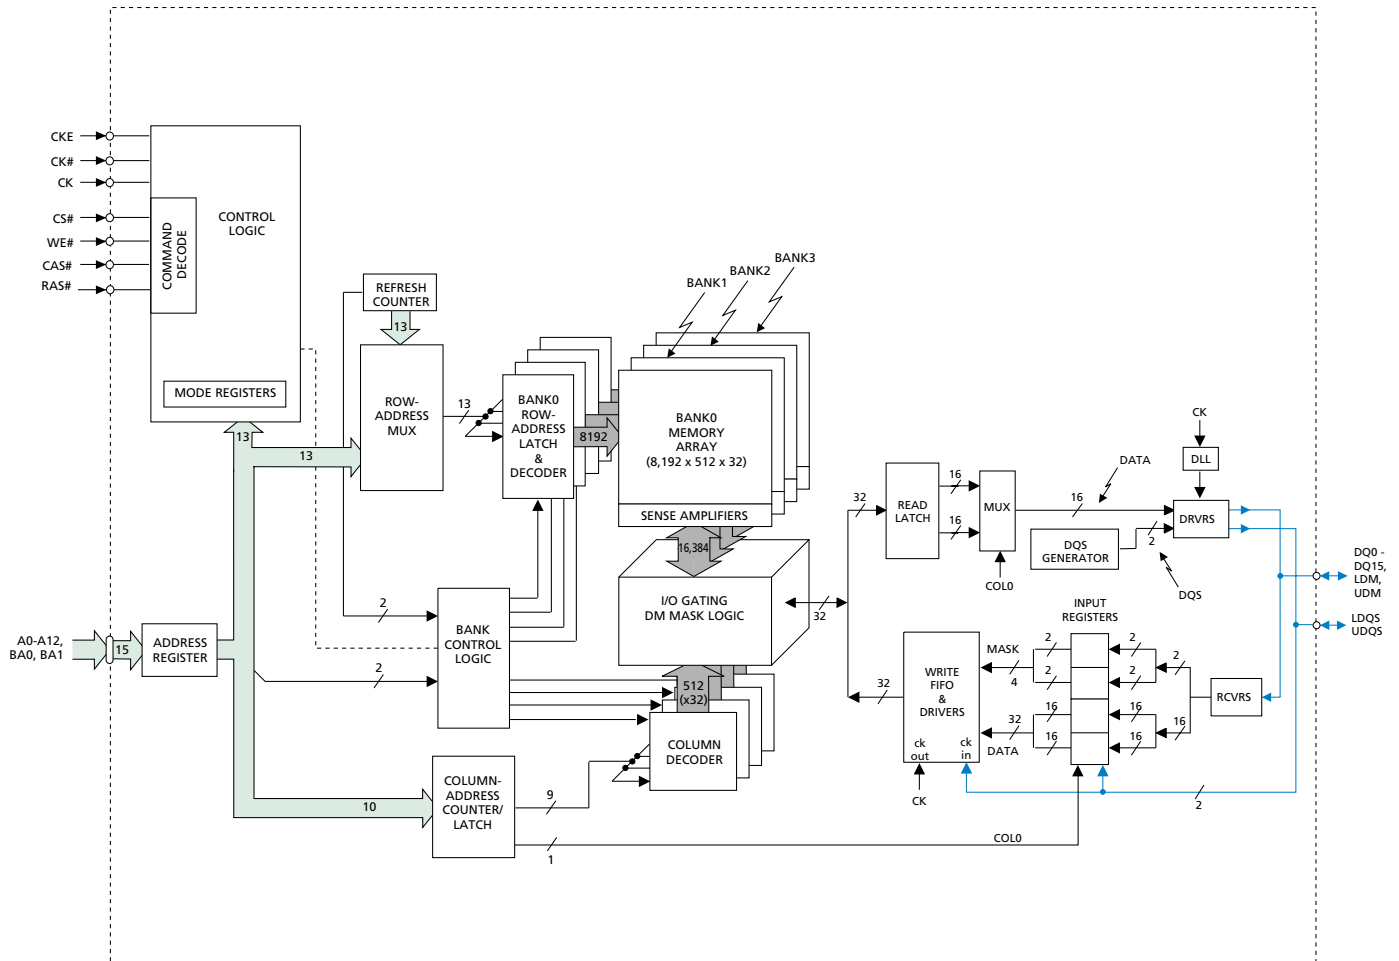 CKE
CK#
CK
CS#
WE#
CAS#
RAS#
COMMAND
DECODE
CONTROL
LOGIC
MODE REGISTERS
REFRESH
COUNTER
13
ROW-
ADDRESS
MUX
13
13
13
BANK0
ROW-
ADDRESS
LATCH
&
DECODER
8192
BANK1
BANK2
BANK3
BANK0
MEMORY
ARRAY
(8,192 x 512 x 32)
SENSE AMPLIFIERS
16,384
I/O GATING
DM MASK LOGIC
512
(x32)
COLUMN
DECODER
A0-A12,
BA0, BA1
15
ADDRESS
REGISTER
2
2
BANK
CONTROL
LOGIC
10
COLUMN-
ADDRESS
COUNTER/
LATCH
9
1
COL0
32
32
READ
LATCH
16
16
MUX
COL0
16
DATA
DQS
GENERATOR
2
DQS
CK
DLL
DRVRS
DQ0 -
DQ15,
LDM,
UDM
LDQS
UDQS
32
WRITE
FIFO
&
DRIVERS
ck
out
ck
in
CK
MASK
4
32
DATA
INPUT
REGISTERS
2
2
16
16
2
2
16
16
2
16
RCVRS
2